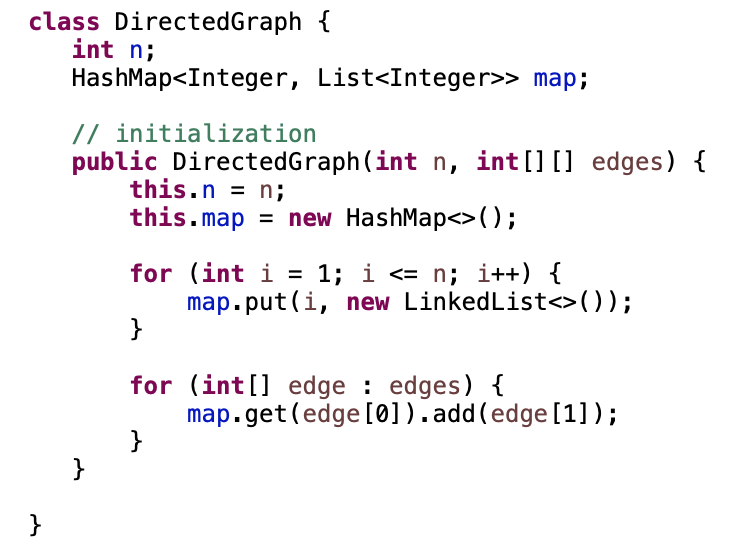 class DirectedGraph {
    int n;
    HashMap<Integer, List<Integer>> map;

    // initialization
    public DirectedGraph(int n, int[][] edges) {
        this.n = n;
        this.map = new HashMap<>();

        for (int i = 1; i <= n; i++) {
            map.put(i, new LinkedList<>());
        }

        for (int[] edge : edges) {
            map.get(edge[0]).add(edge[1]);
        }
    }

}